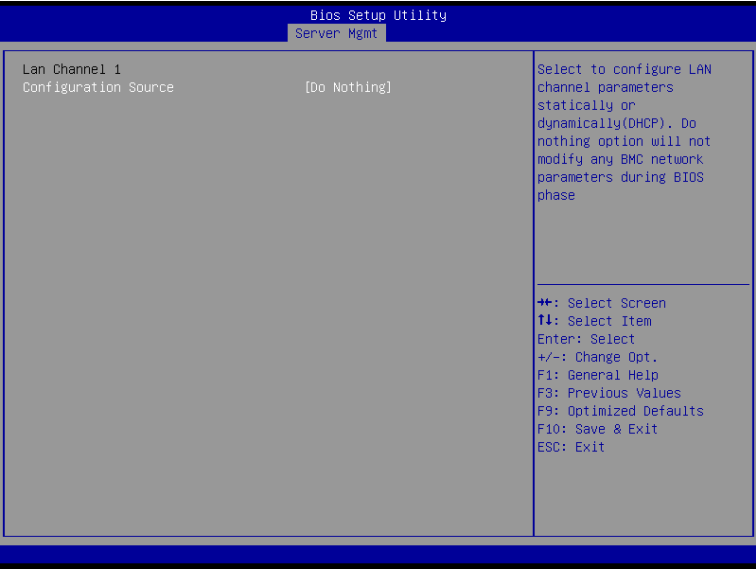 Bios Setup Utility
Server Mgmt
Lan Channel 1
Configuration Source [Do Nothing]
Select to configure LAN
channel parameters
statically or
dynamically(DHCP). Do
nothing option will not
modify any BMC network
parameters during BIOS
phase
→←: Select Screen
↑↓: Select Item
Enter: Select
+/-: Change Opt.
F1: General Help
F3: Previous Values
F9: Optimized Defaults
F10: Save & Exit
ESC: Exit